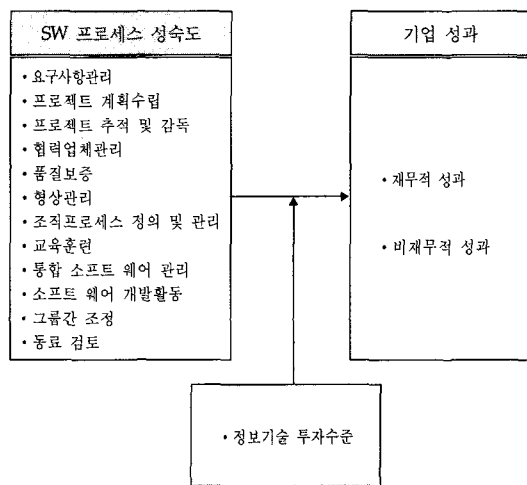 SW 프로세스 성숙도
• 요구사항관리
• 프로젝트 계획수립
• 프로젝트 추적 및 감독
• 협력업체관리
• 품질보증
• 형상관리
• 조직프로세스 정의 및 관리
• 교육훈련
• 통합 소프트 웨어 관리
• 소프트 웨어 개발활동
• 그룹간 조정
• 동료 검토
기업 성과
• 재무적 성과
• 비재무적 성과
• 정보기술 투자수준